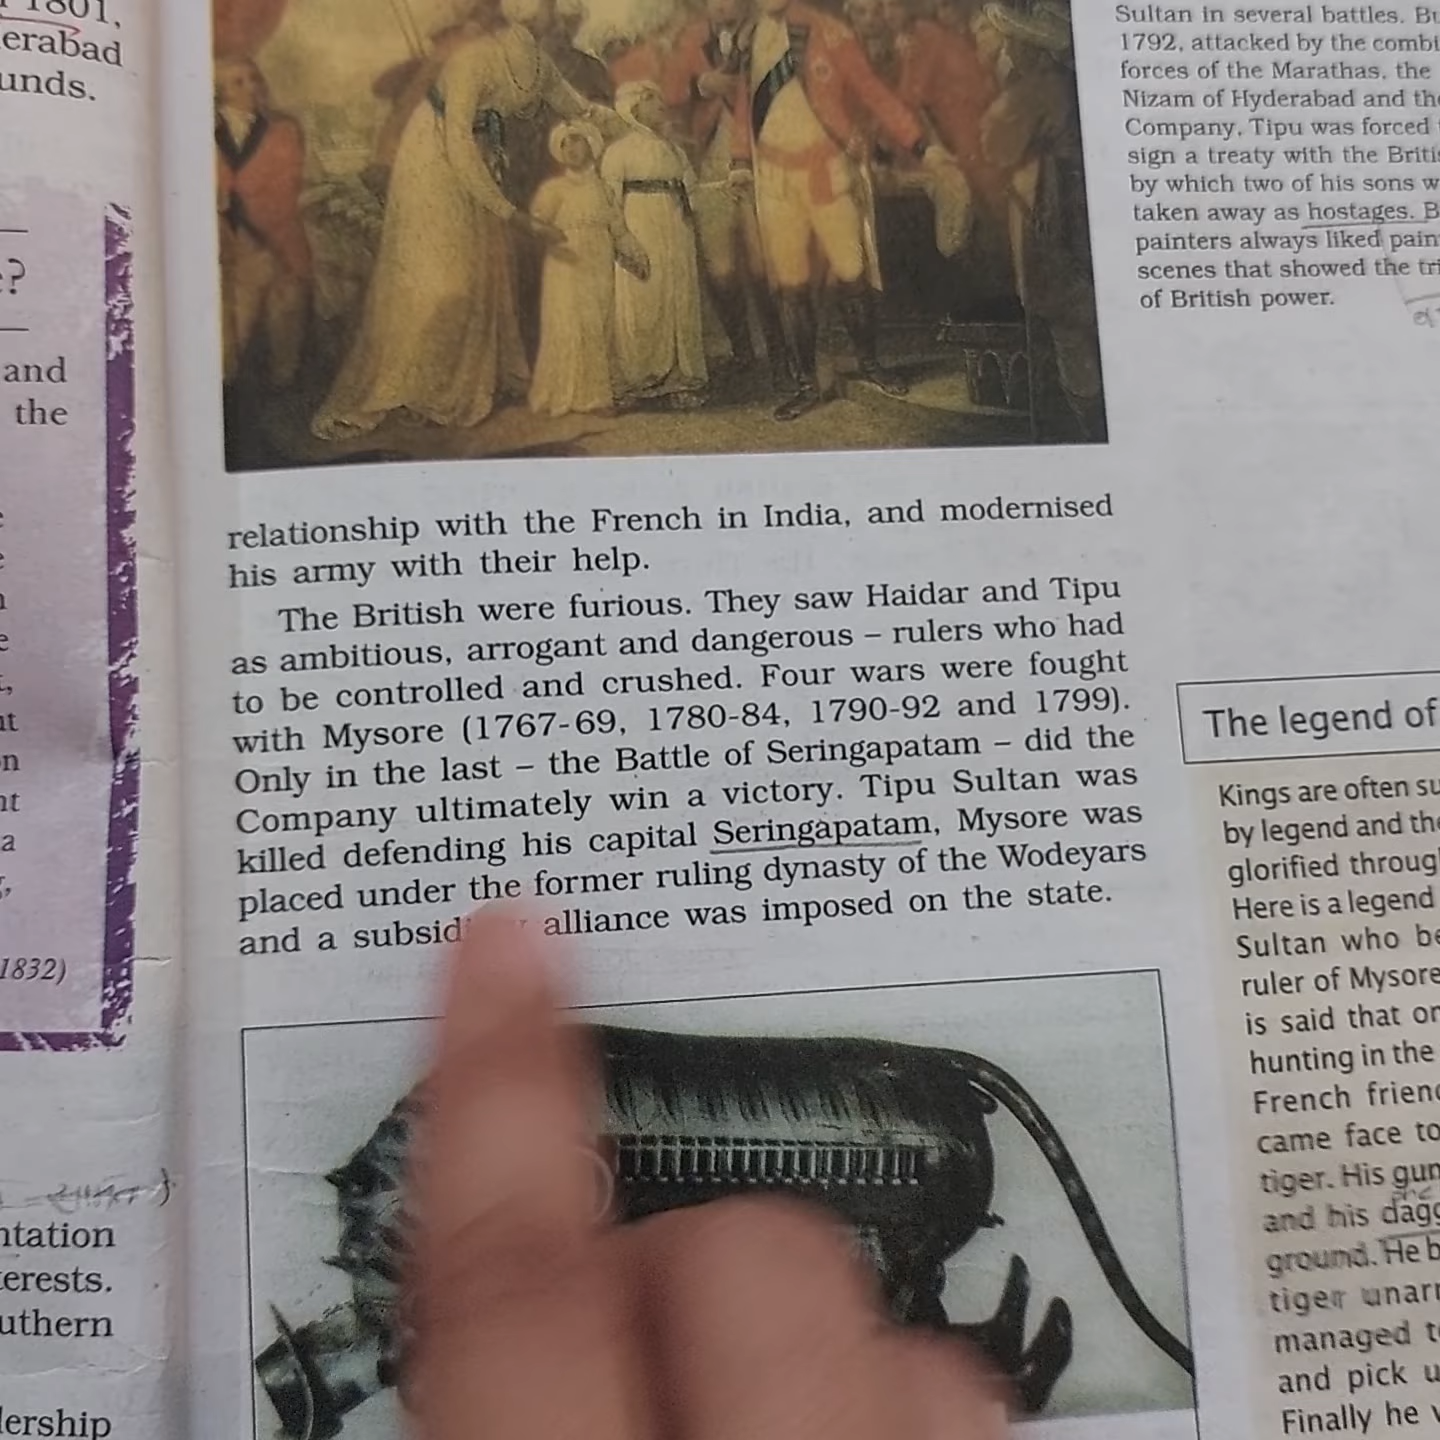 1801,
erabad
unds.
?
and
the
1832)
ntation
erests.
uthern
lership
relationship with the French in India, and modernised
his army with their help.
The British were furious. They saw Haidar and Tipu
as ambitious, arrogant and dangerous – rulers who had
to be controlled and crushed. Four wars were fought
with Mysore (1767-69, 1780-84, 1790-92 and 1799).
Only in the last – the Battle of Seringapatam – did the
Company ultimately win a victory. Tipu Sultan was
killed defending his capital Seringapatam, Mysore was
placed under the former ruling dynasty of the Wodeyars
and a subsid alliance was imposed on the state.
Sultan in several battles. Bu
1792, attacked by the combi
forces of the Marathas, the
Nizam of Hyderabad and the
Company, Tipu was forced
sign a treaty with the Britis
by which two of his sons w
taken away as hostages. B
painters always liked pain
scenes that showed the tri
of British power.
The legend of
Kings are often su
by legend and the
glorified through
Here is a legend
Sultan who be
ruler of Mysore
is said that on
hunting in the
French frien
came face to
tiger. His gun
and his dagg
ground. He b
tiger unarm
managed to
and pick u
Finally he